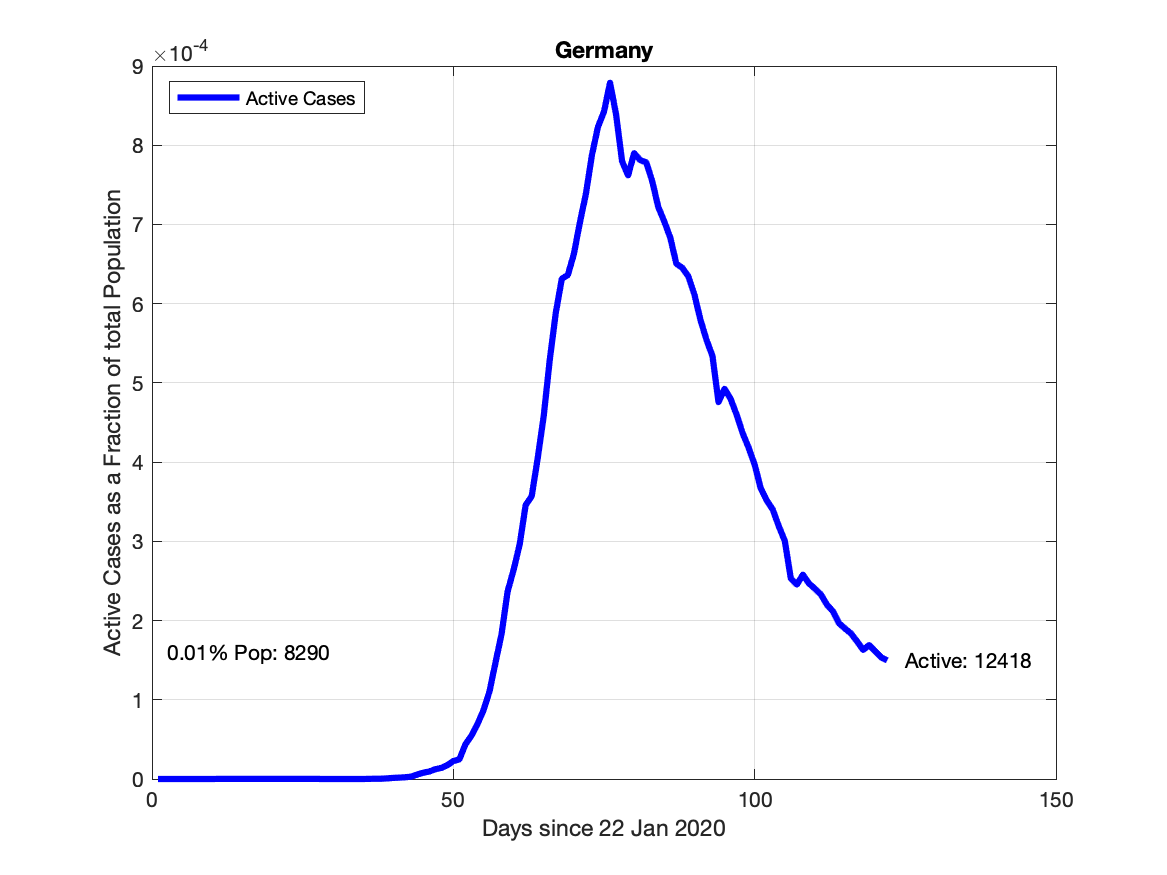 Germany
×10-4
Active Cases
9
8
7
6
5
4
3
2
1
0
Active Cases as a Fraction of total Population
0.01% Pop: 8290
Active: 12418
0 50 100 150
Days since 22 Jan 2020